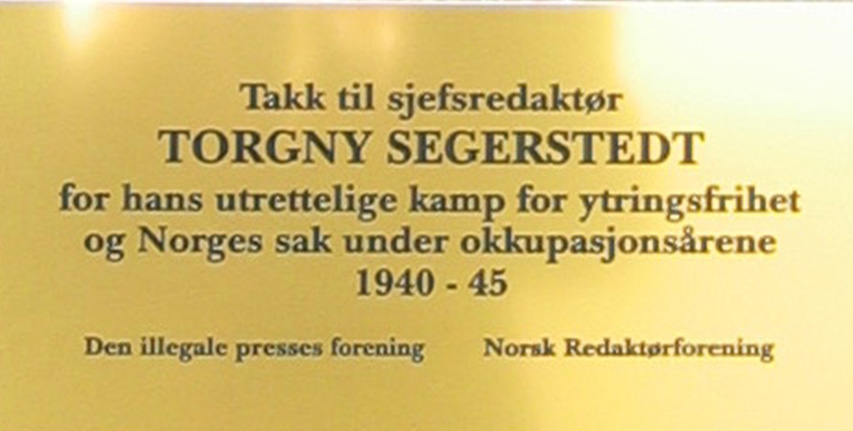 Takk til sjefsredaktør
TORGNY SEGERSTEDT
for hans utrettelige kamp for ytringsfrihet
og Norges sak under okkupasjonsårene
1940 - 45
Den illegale presses forening Norsk Redaktørforening